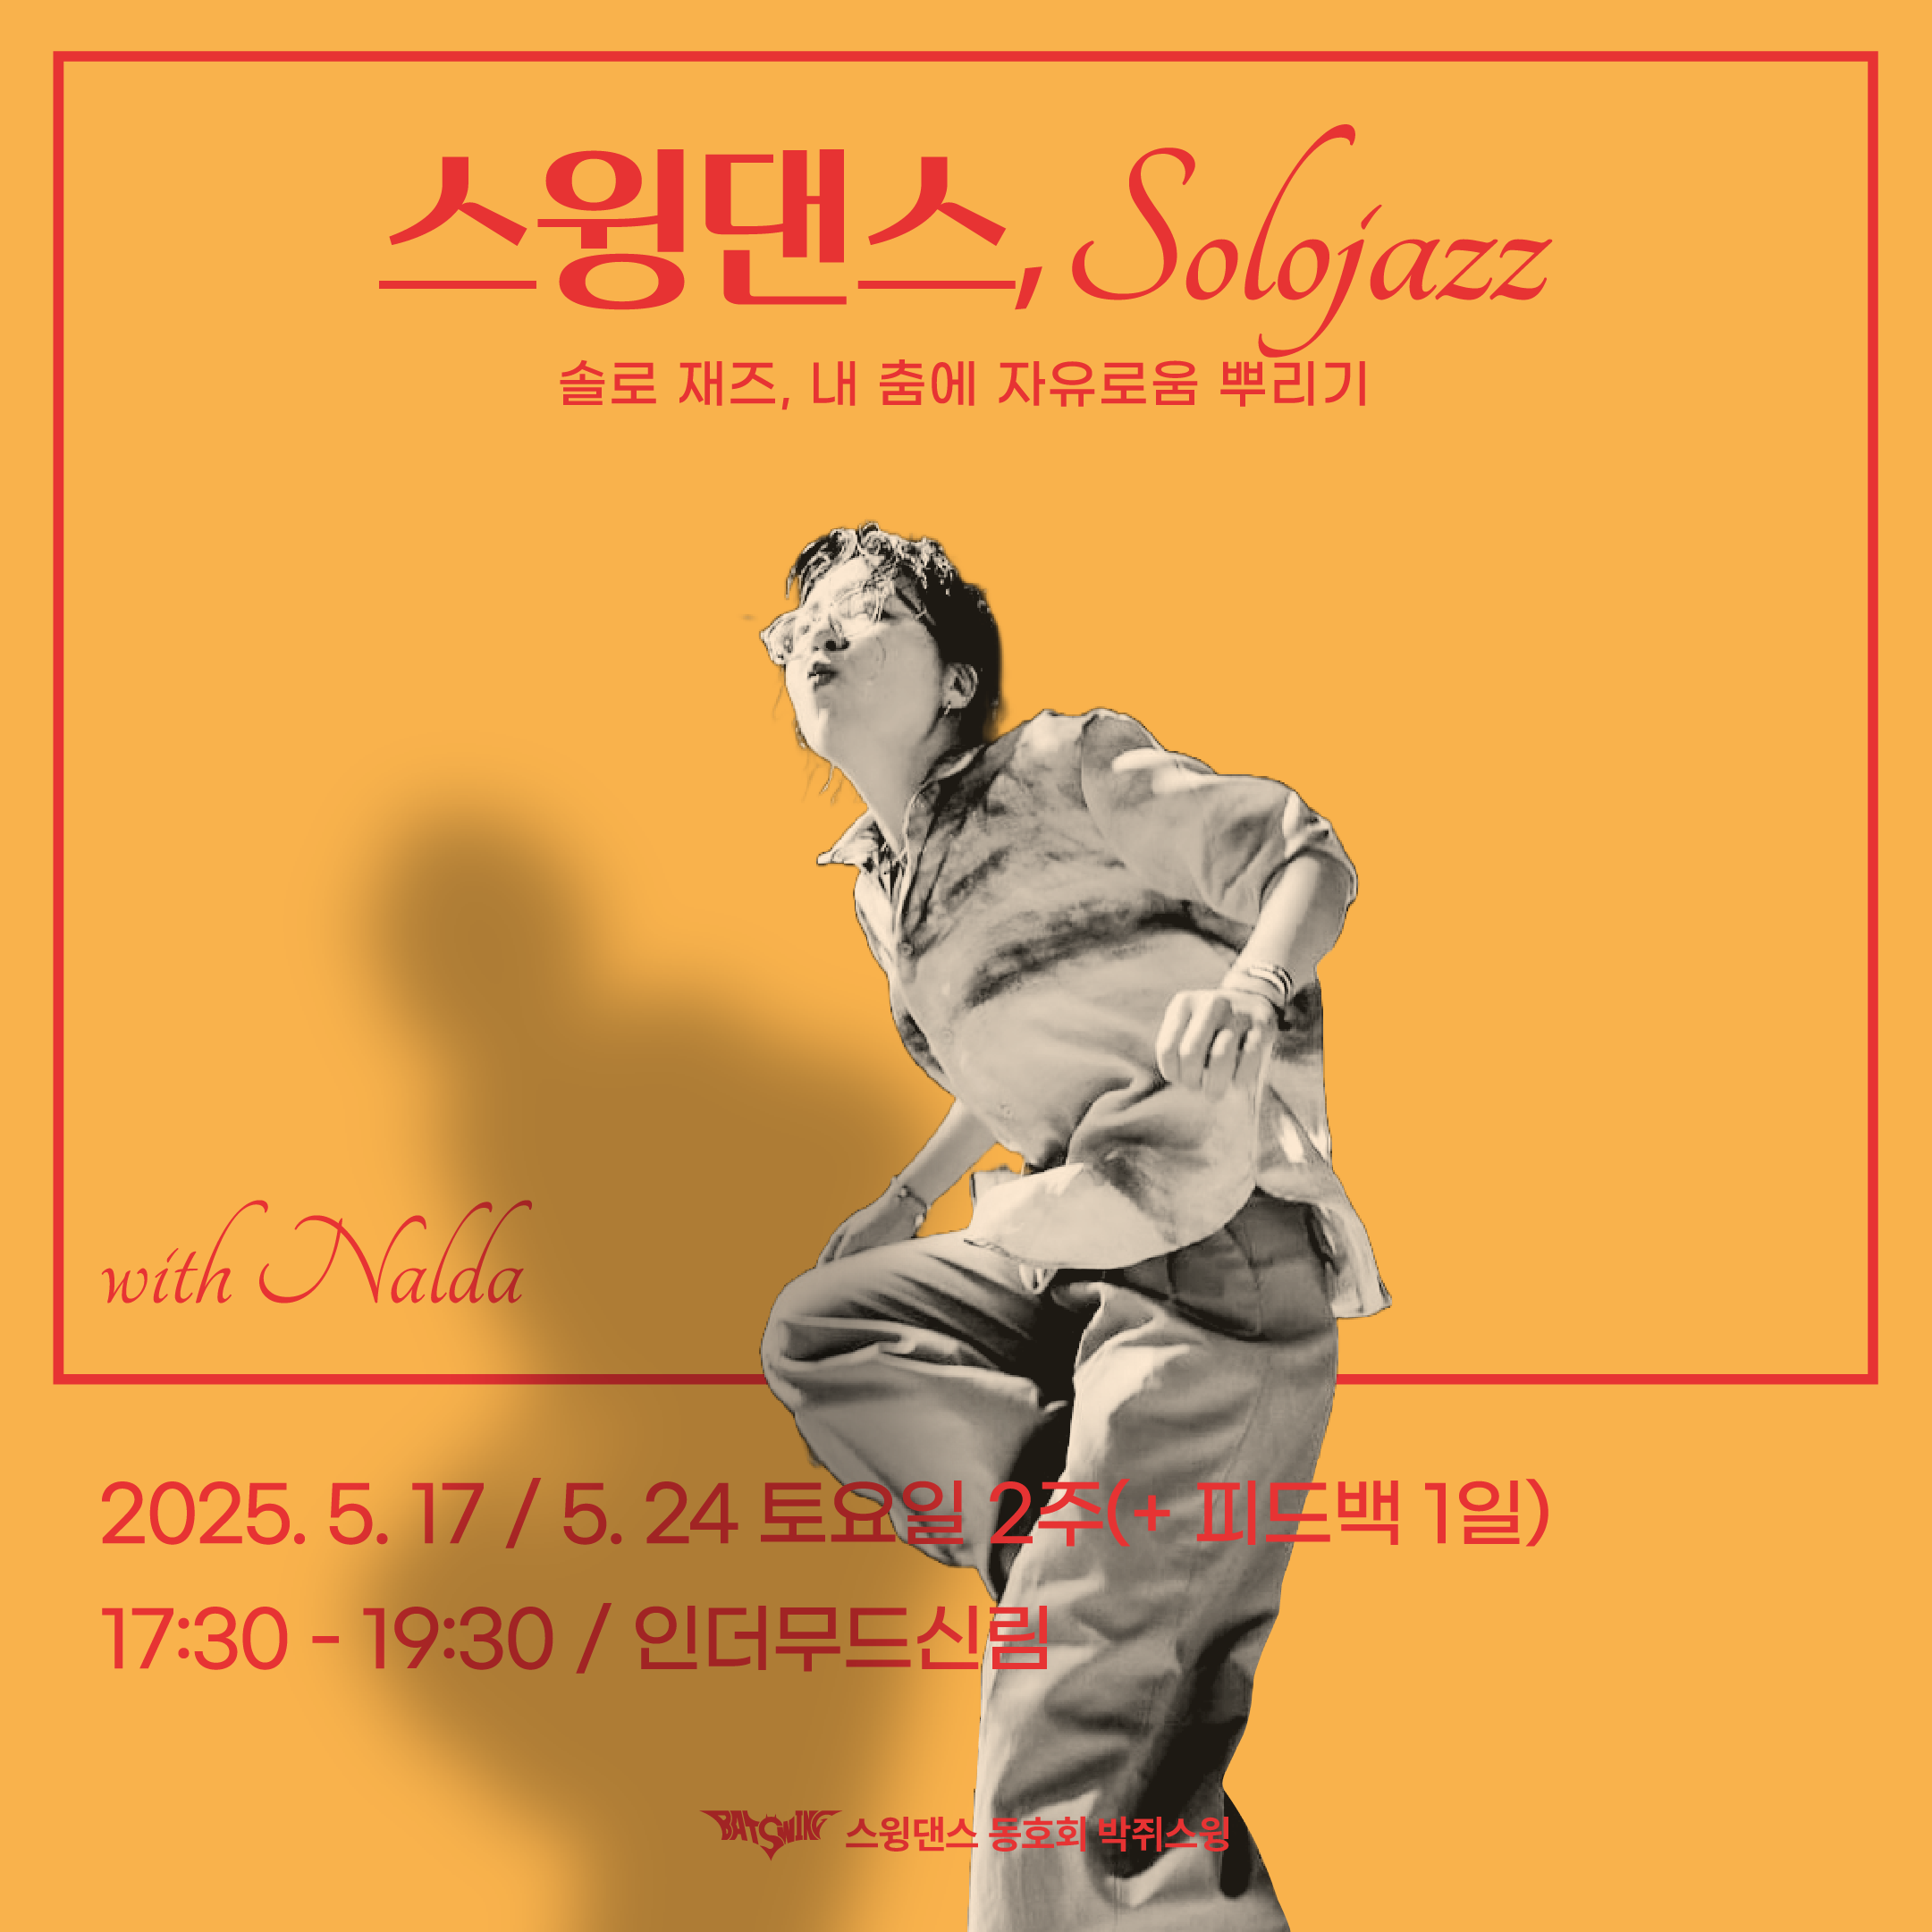 스윙댄스, Solojazz
솔로 재즈, 내 춤에 자유로움 뿌리기
with Nalda
2025. 5. 17 / 5. 24 토요일 2주(+ 피드백 1일)
17:30 - 19:30 / 인더무드신림
BATSWING 스윙댄스 동호회 박쥐스윙